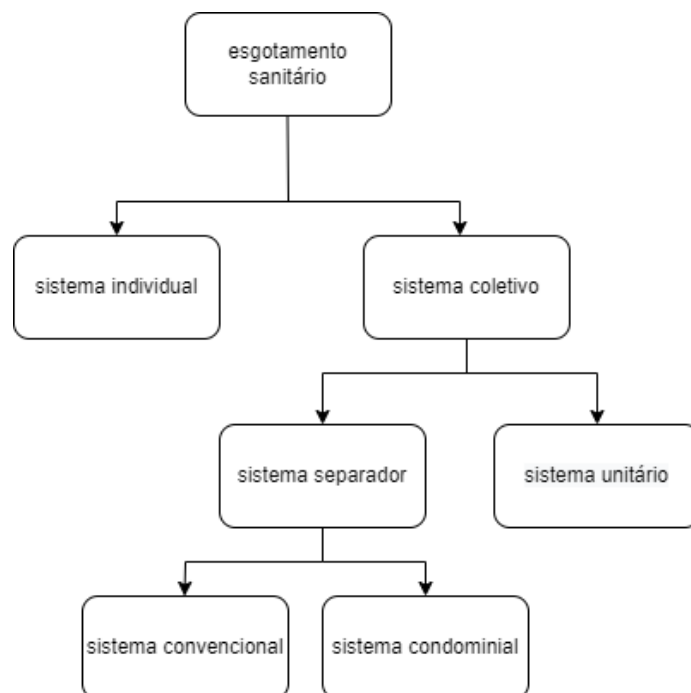 esgotamento
sanitário
sistema individual
sistema coletivo
sistema separador
sistema unitário
sistema convencional
sistema condominial